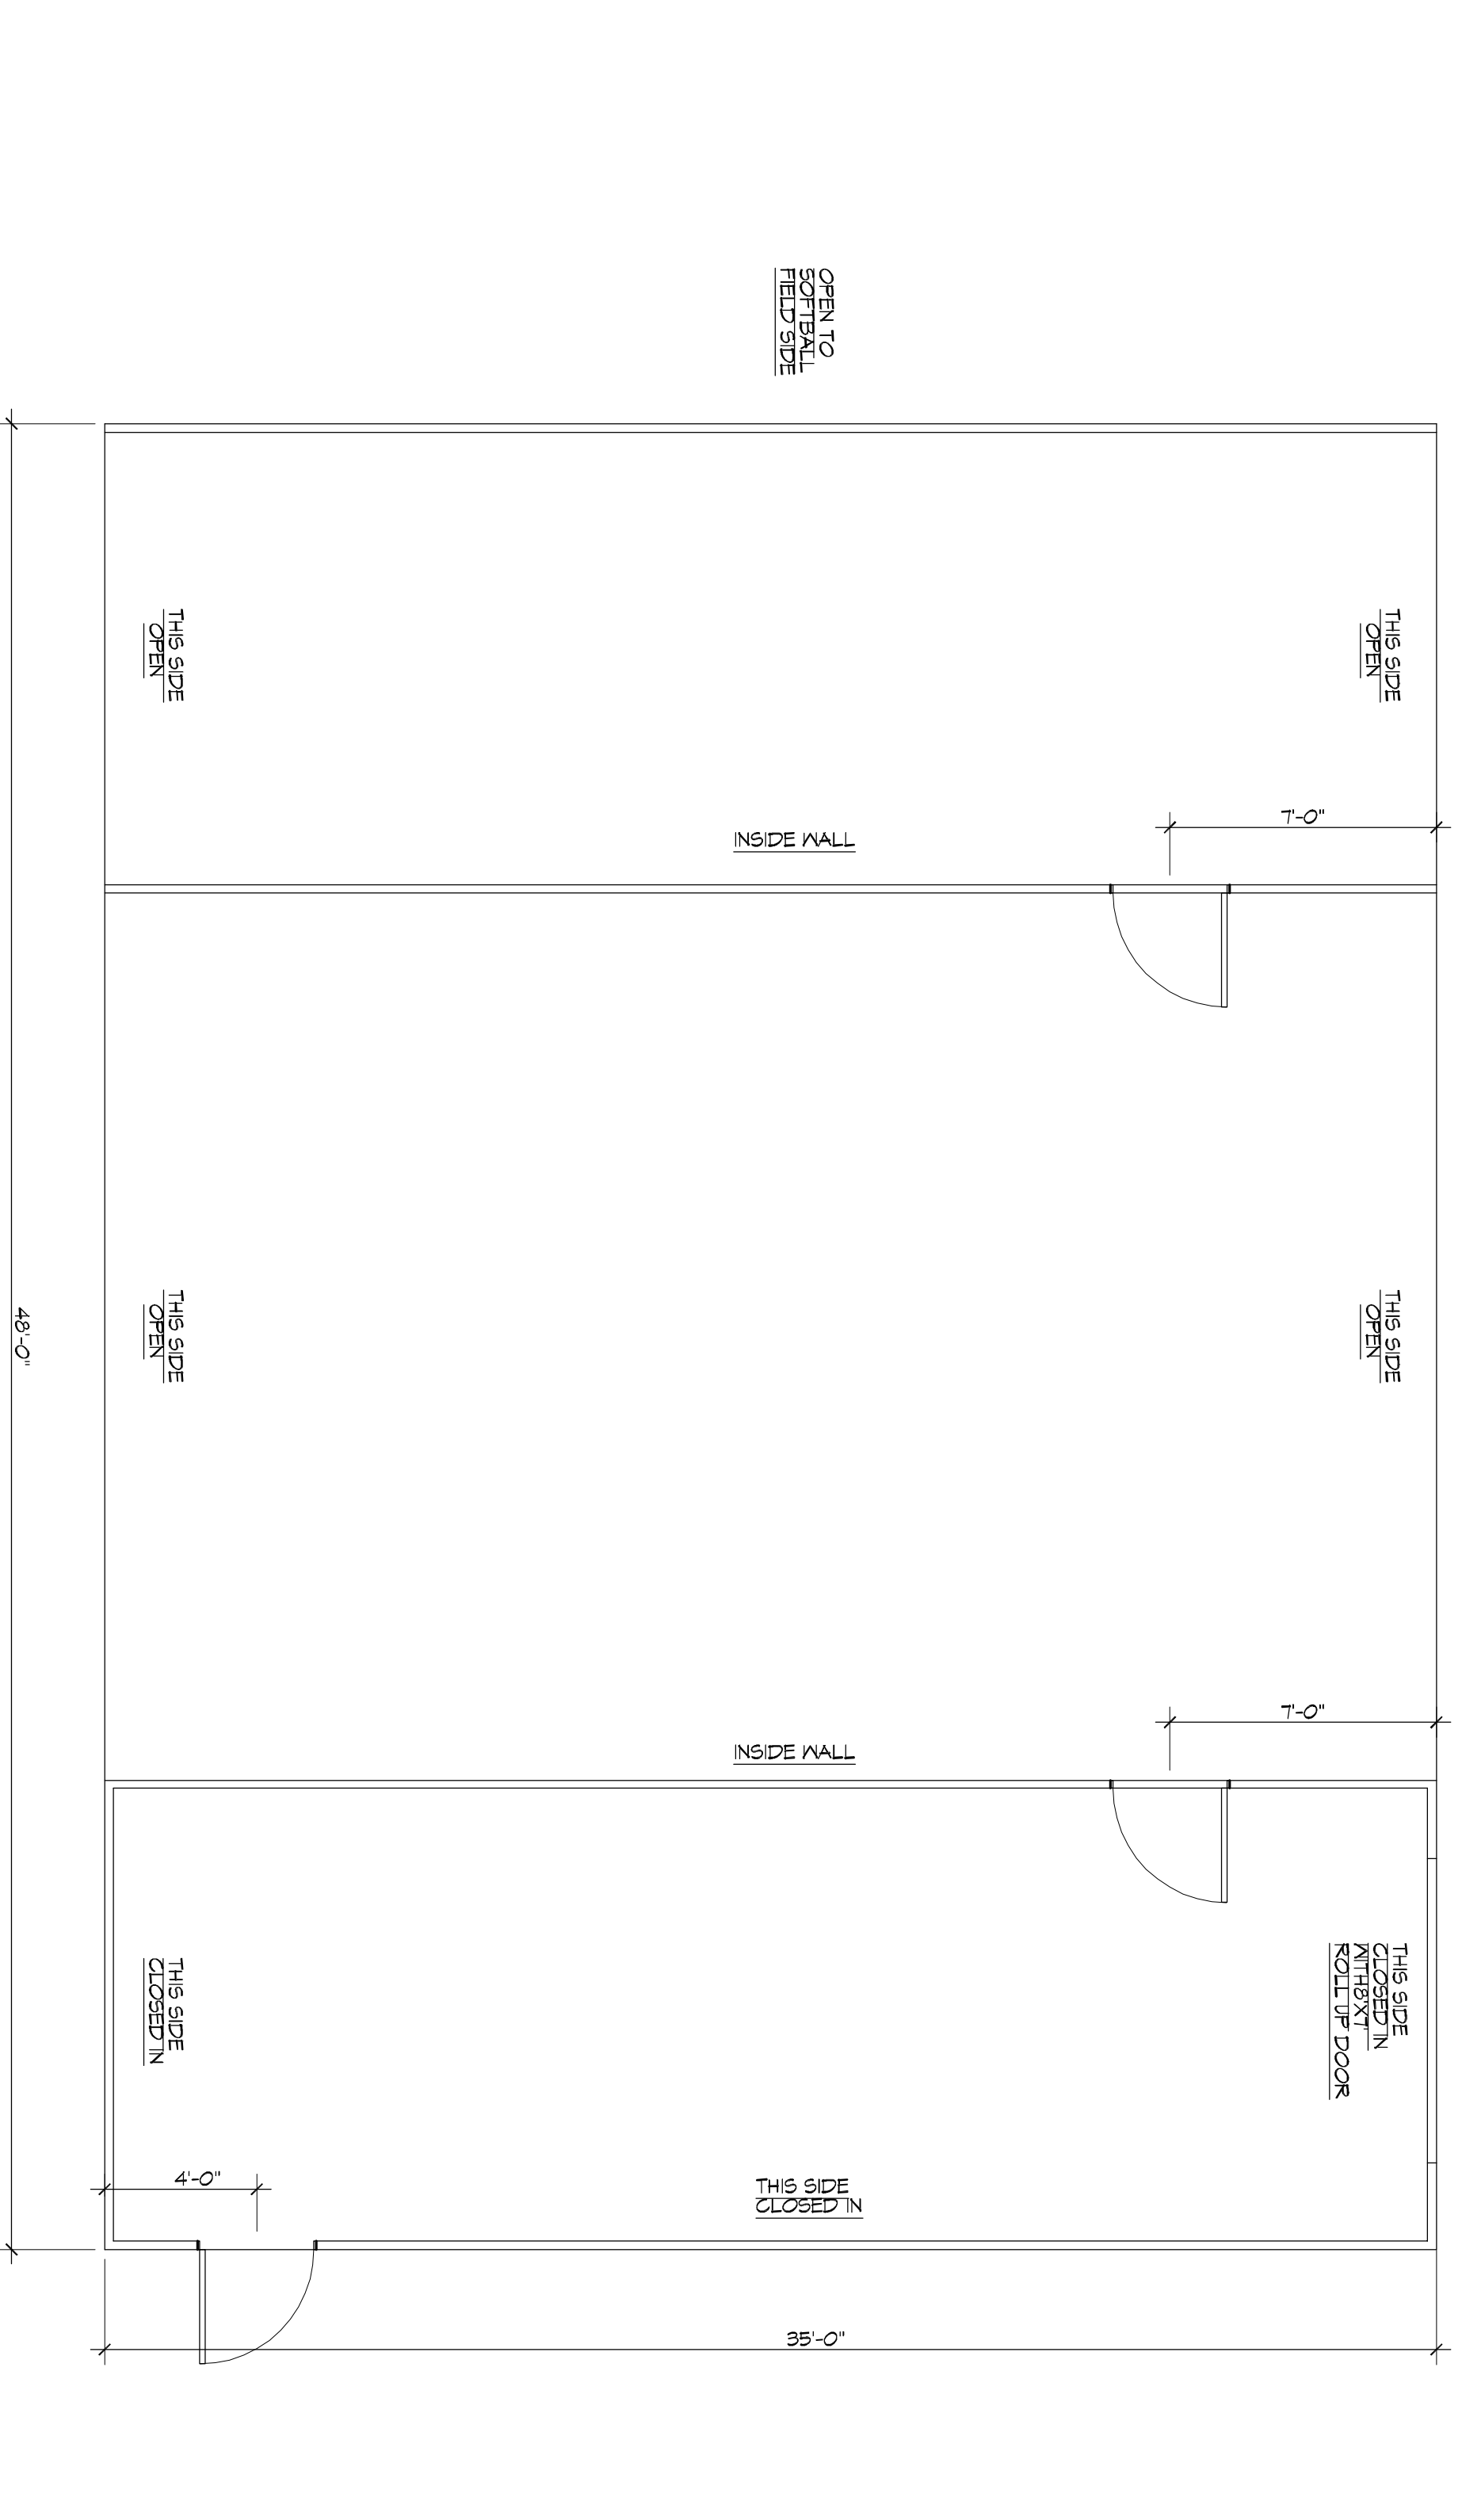 OPEN TO
SOFTBALL
FIELD SIDE
THIS SIDE
OPEN
THIS SIDE
OPEN
7'-0"
INSIDE WALL
THIS SIDE
OPEN
THIS SIDE
OPEN
48'-0"
7'-0"
INSIDE WALL
THIS SIDE
CLOSED IN
THIS SIDE
CLOSED IN
WITH 8'X7'
ROLL UP DOOR
4'-0"
THIS SIDE
CLOSED IN
35'-0"